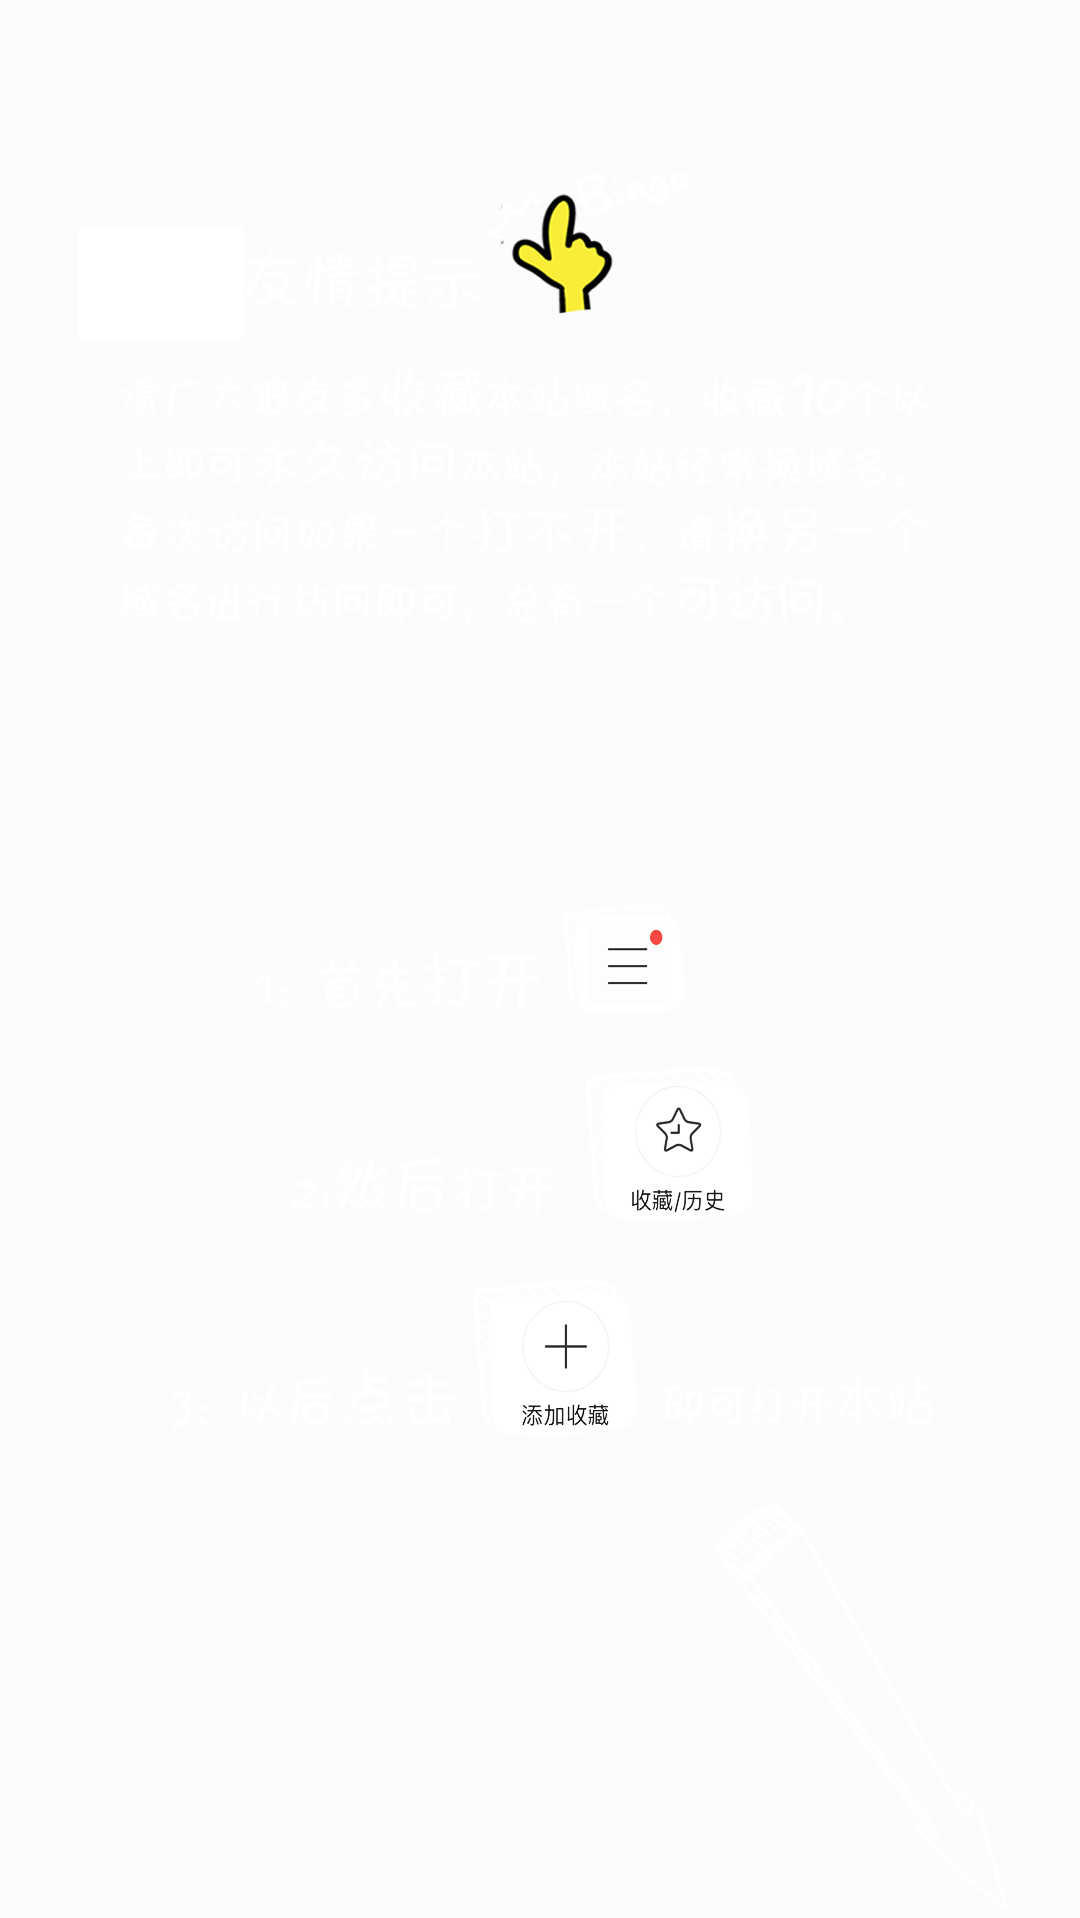 Bingo
友情提示
请广大狼友多收藏本站域名，收藏10个以
上即可永久访问本站，本站经常换域名。
每次访问如果一个打不开，请换另一个
域名进行访问即可，总有一个可访问。
1：首先打开
2.然后打开
收藏/历史
3：以后点击
添加收藏
即可打开本站